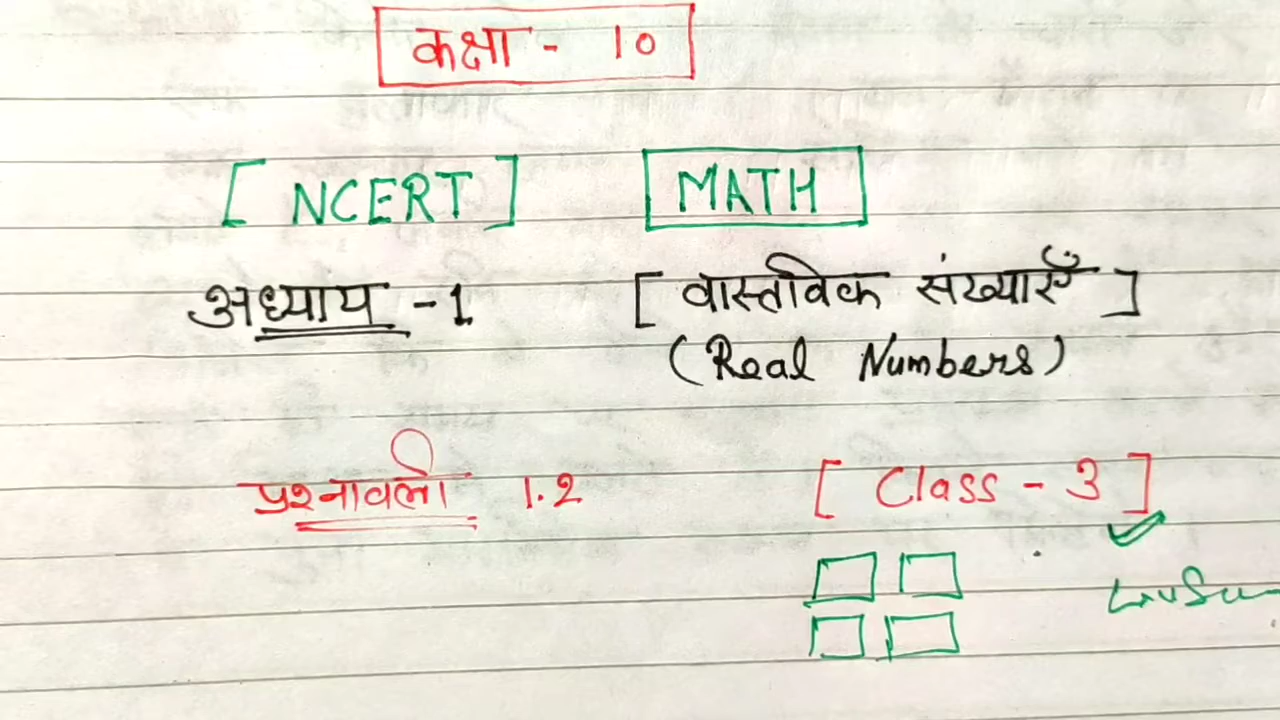 कक्षा - 10
[ NCERT ] MATH
अध्याय -1 [ वास्तविक संख्याएँ ]
(Real Numbers)
प्रश्नावली 1.2 [ Class - 3 ]